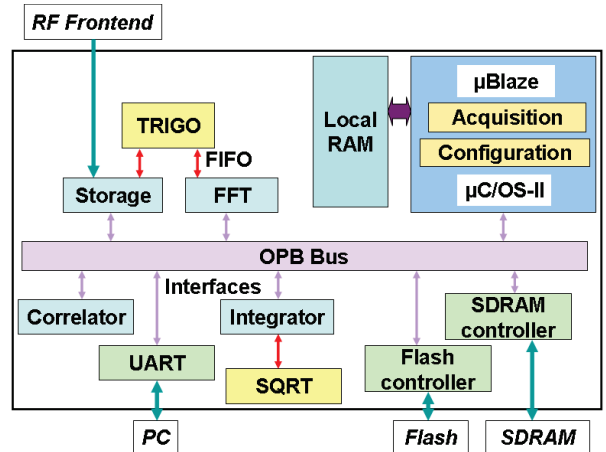 RF Frontend
µBlaze
Local
RAM
Acquisition
TRIGO
FIFO
Configuration
Storage
FFT
µC/OS-II
OPB Bus
Interfaces
Correlator
Integrator
SDRAM
controller
UART
SQRT
Flash
controller
PC
Flash
SDRAM